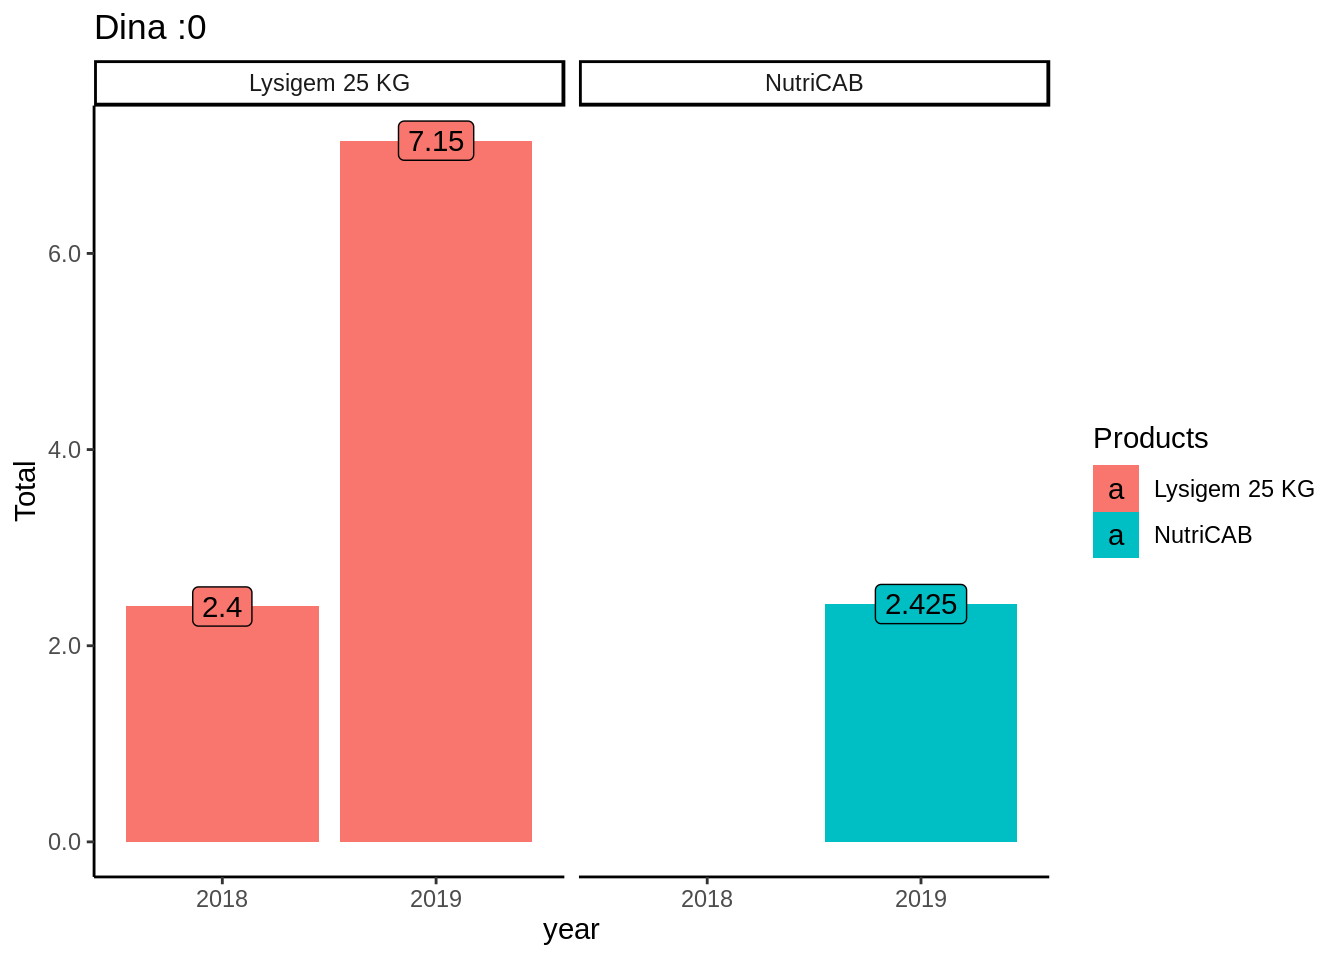 Dina :0
Lysigem 25 KG
NutriCAB
7.15
6.0
4.0
2.4
2.425
2.0
0.0
Total
2018
2019
2018
2019
year
Products
a Lysigem 25 KG
a NutriCAB